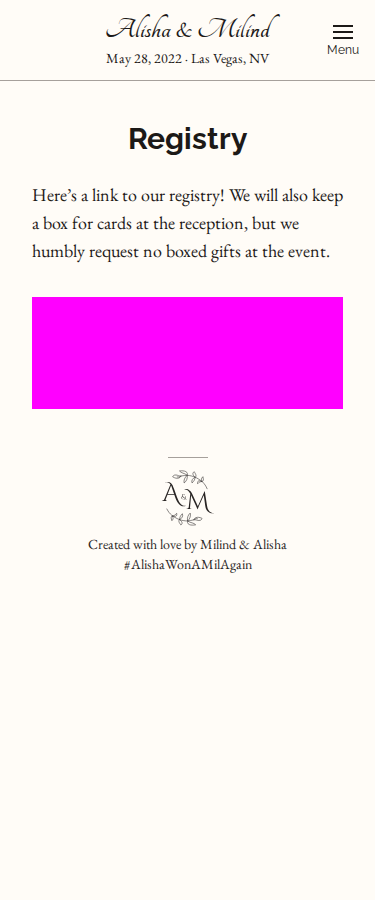 Alisha & Milind
May 28, 2022 · Las Vegas, NV
Menu
Registry
Here’s a link to our registry! We will also keep
a box for cards at the reception, but we
humbly request no boxed gifts at the event.
A&M
Created with love by Milind & Alisha
#AlishaWonAMilAgain